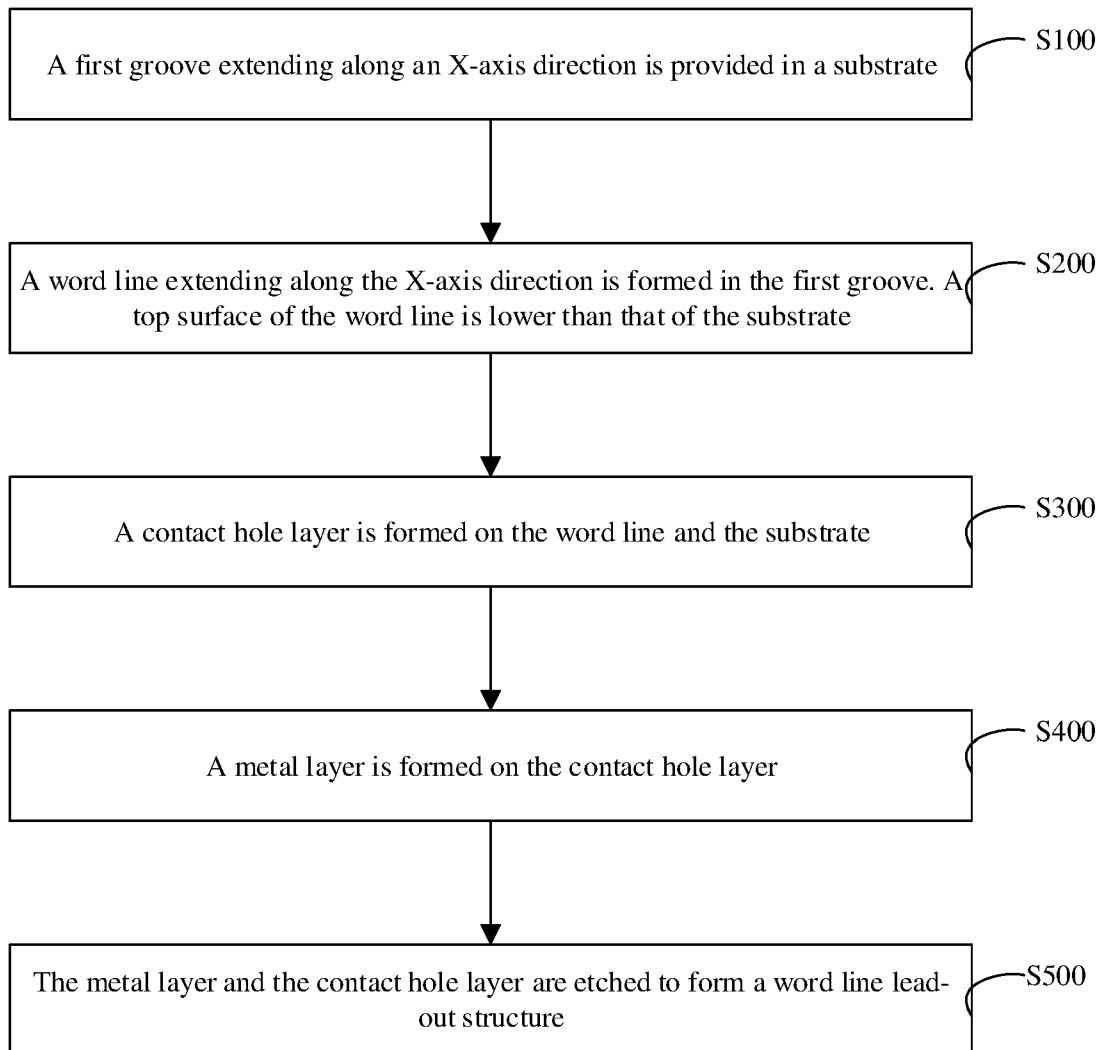 S100
A first groove extending along an X-axis direction is provided in a substrate
S200
A word line extending along the X-axis direction is formed in the first groove. A
top surface of the word line is lower than that of the substrate
S300
A contact hole layer is formed on the word line and the substrate
S400
A metal layer is formed on the contact hole layer
S500
The metal layer and the contact hole layer are etched to form a word line lead-
out structure